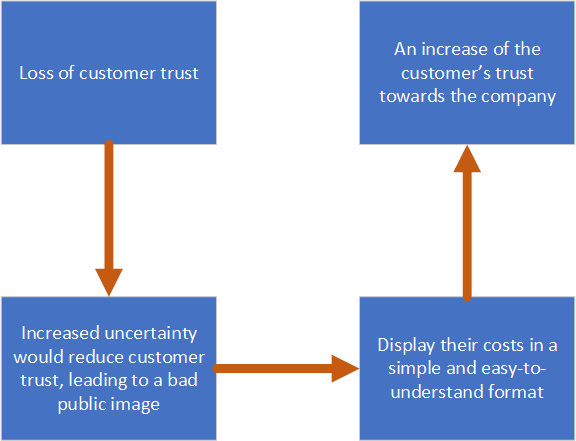 Loss of customer trust
Increased uncertainty
would reduce customer
trust, leading to a bad
public image
Display their costs in a
simple and easy-to-
understand format
An increase of the
customer’s trust
towards the company